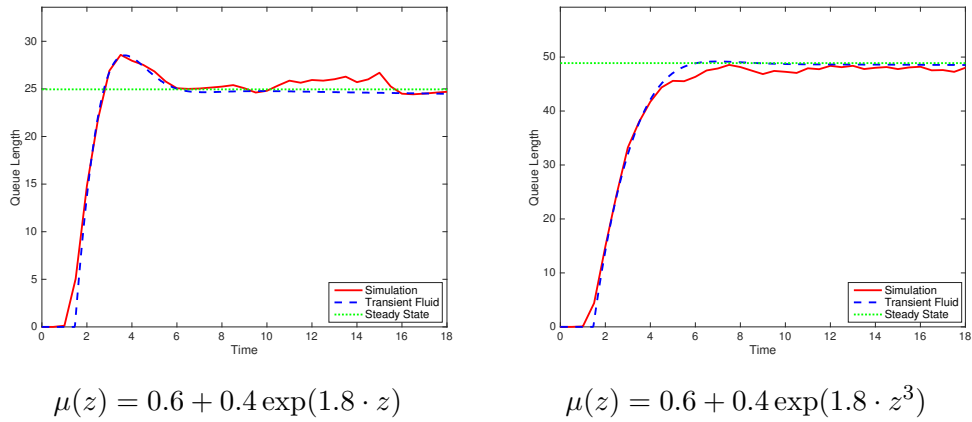 30
25
20
15
10
5
0
Queue Length
0 2 4 6 8 10 12 14 16 18
Time
Simulation
Transient Fluid
Steady State
μ(z) = 0.6 + 0.4 exp(1.8 · z)
50
40
30
20
10
0
Queue Length
0 2 4 6 8 10 12 14 16 18
Time
Simulation
Transient Fluid
Steady State
μ(z) = 0.6 + 0.4 exp(1.8 · z³)